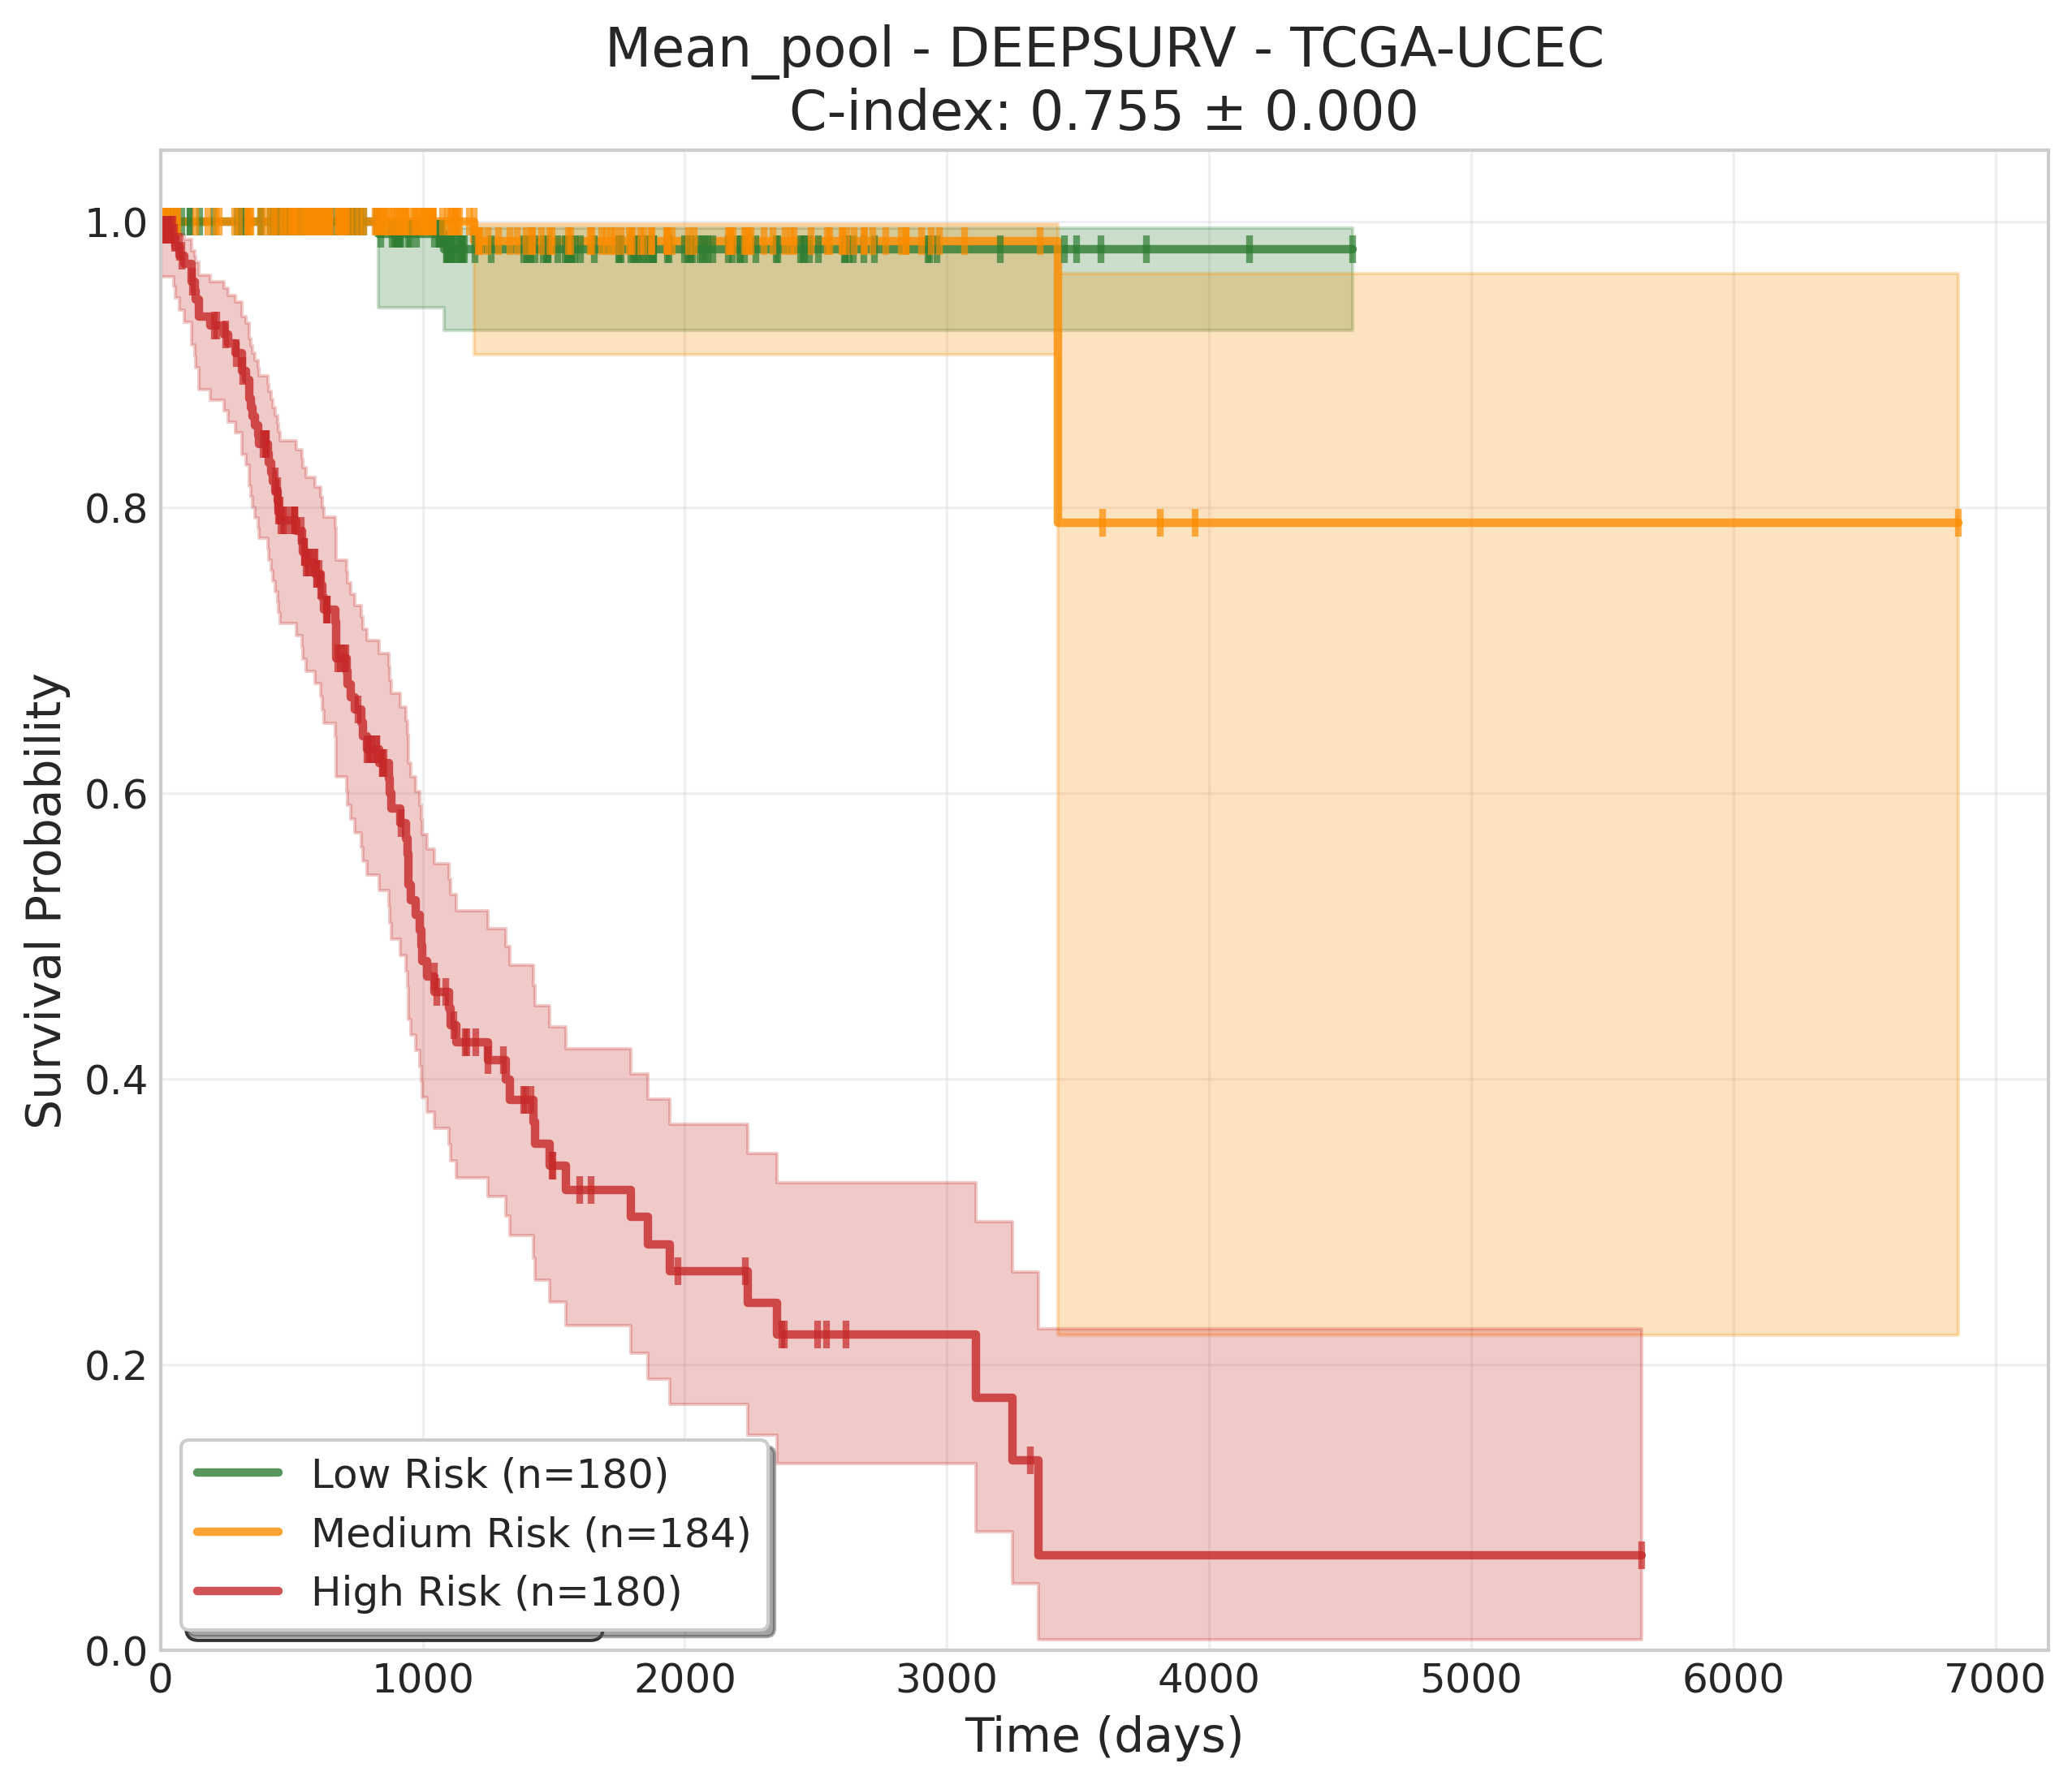 Mean_pool - DEEPSURV - TCGA-UCEC
C-index: 0.755 ± 0.000
Survival Probability
1.0
0.8
0.6
0.4
0.2
0.0
Low Risk (n=180)
Medium Risk (n=184)
High Risk (n=180)
0 1000 2000 3000 4000 5000 6000 7000
Time (days)